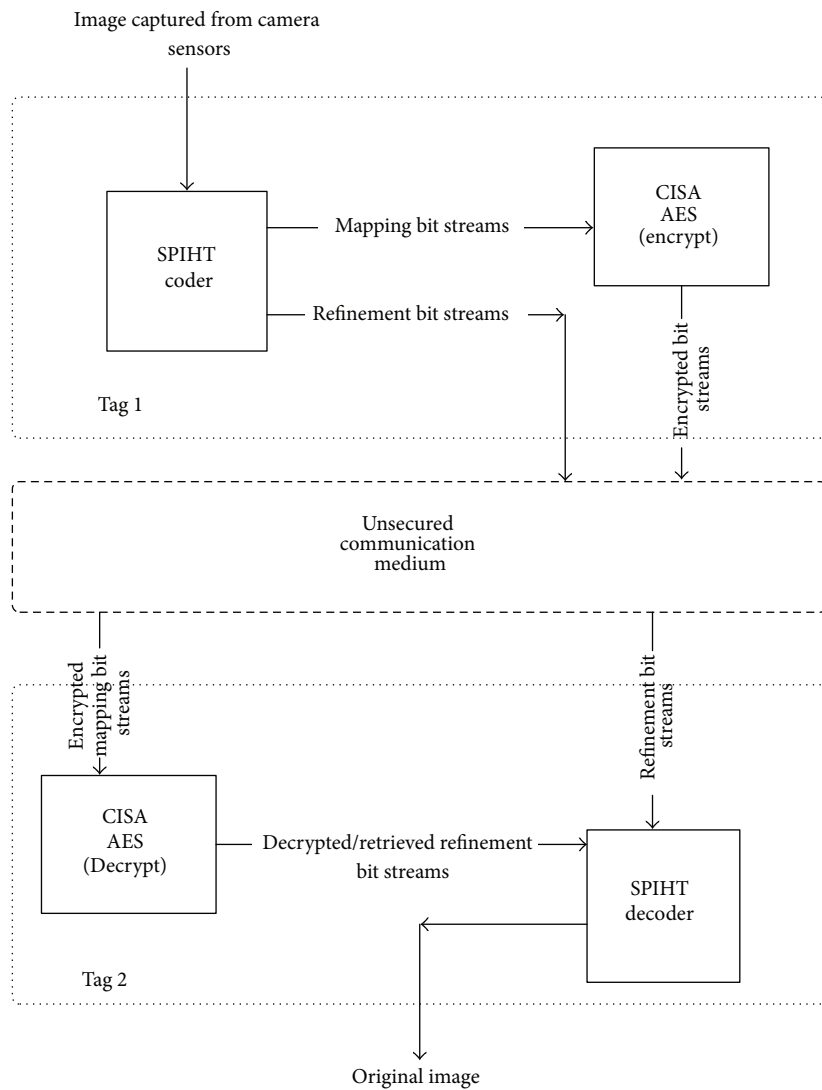 Image captured from camera
sensors
CISA
AES
(encrypt)
Mapping bit streams
SPIHT
coder
Refinement bit streams
Encrypted bit
streams
Tag 1
Unsecured
communication
medium
Encrypted
mapping bit
streams
Refinement bit
streams
CISA
AES
(Decrypt)
Decrypted/retrieved refinement
bit streams
SPIHT
decoder
Tag 2
Original image